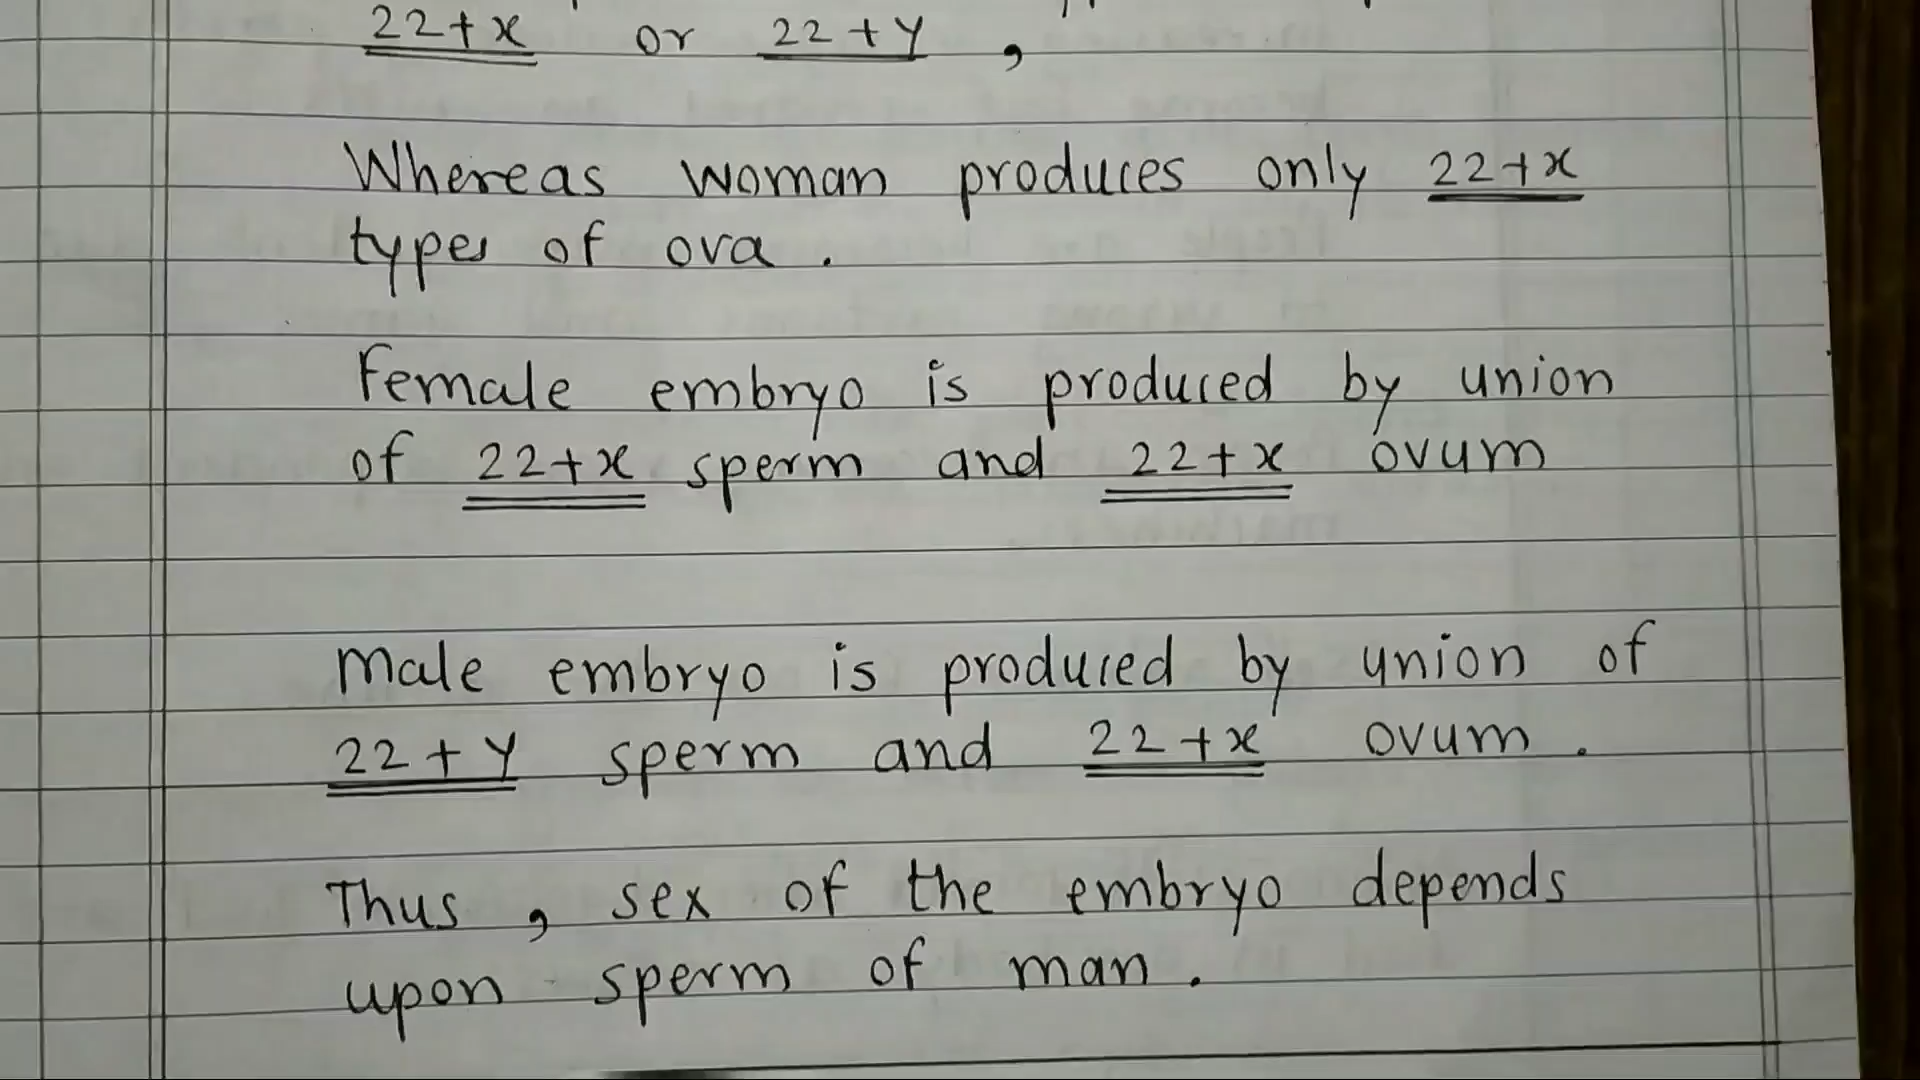 22+x or 22+y ,
Whereas woman produces only 22+x
types of ova .
Female embryo is produced by union
of 22+x sperm and 22+x ovum
Male embryo is produced by union of
22+y sperm and 22+x ovum .
Thus , sex of the embryo depends
upon sperm of man .